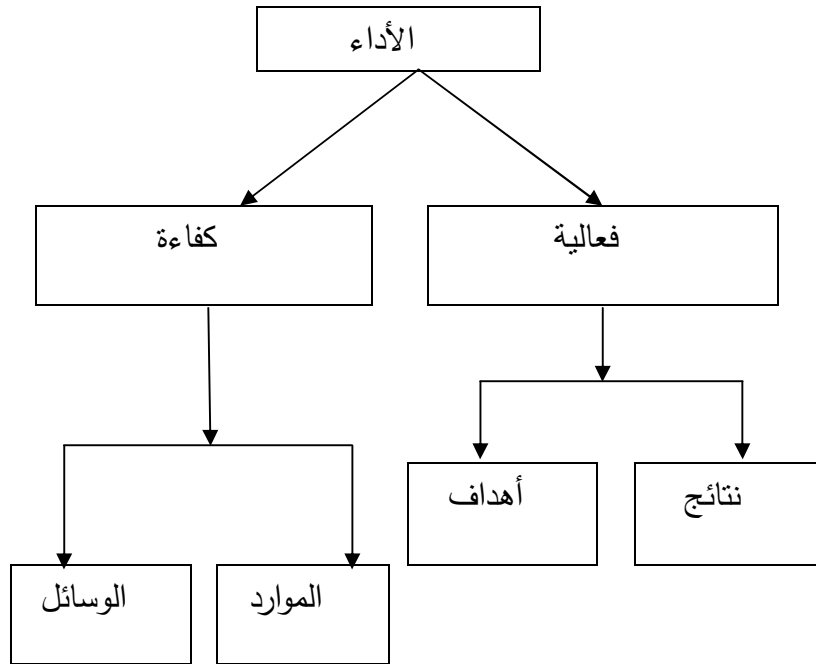 الأداء
فعالية
كفاءة
نتائج
أهداف
الموارد
الوسائل